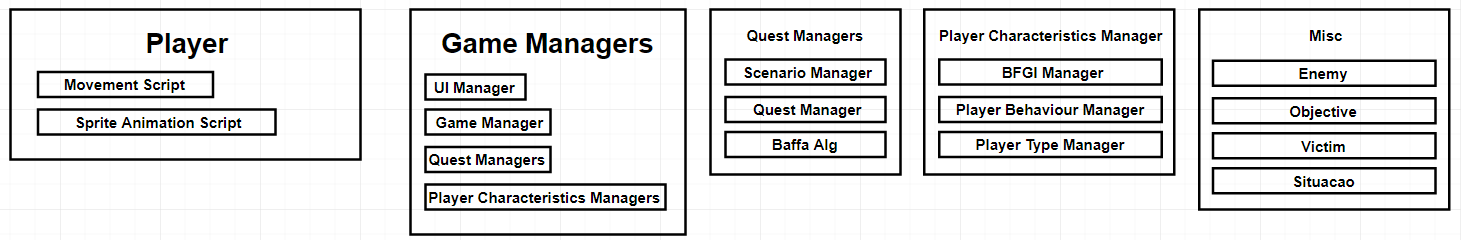 Player
Movement Script
Sprite Animation Script
Game Managers
UI Manager
Game Manager
Quest Managers
Player Characteristics Managers
Quest Managers
Scenario Manager
Quest Manager
Baffa Alg
Player Characteristics Manager
BFGI Manager
Player Behaviour Manager
Player Type Manager
Misc
Enemy
Objective
Victim
Situacao